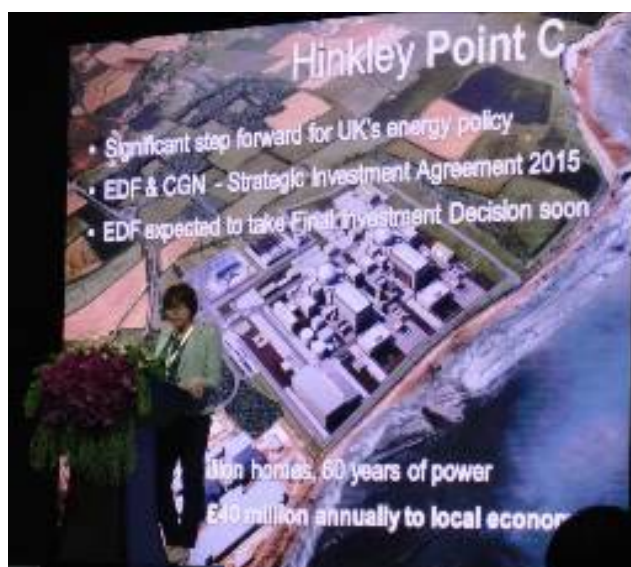 Hinkley Point C
• Significant step forward for UK's energy policy
• EDF & CGN - Strategic Investment Agreement 2015
• EDF expected to take Final Investment Decision soon
homes, 60 years of power
£40 million annually to local